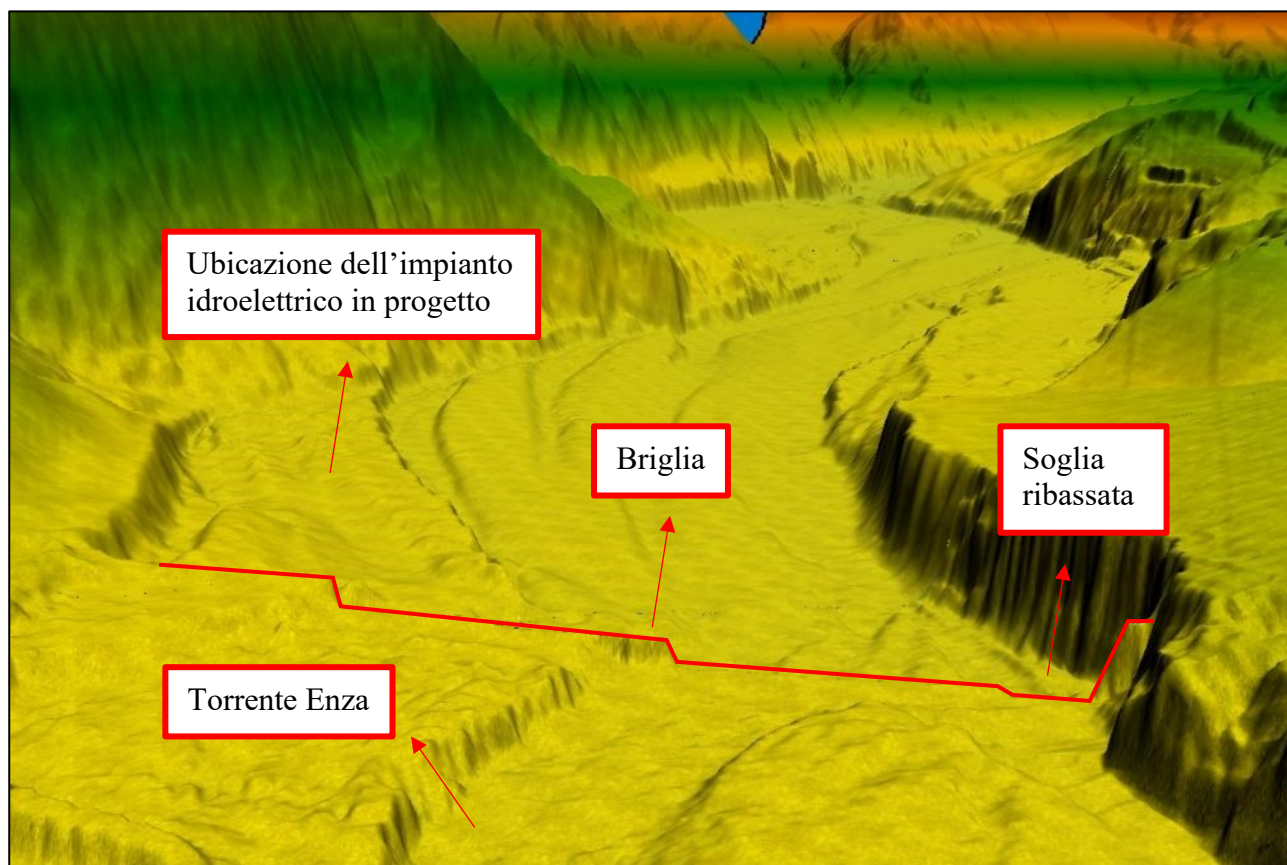 Ubicazione dell’impianto
idroelettrico in progetto
Briglia
Soglia
ribassata
Torrente Enza